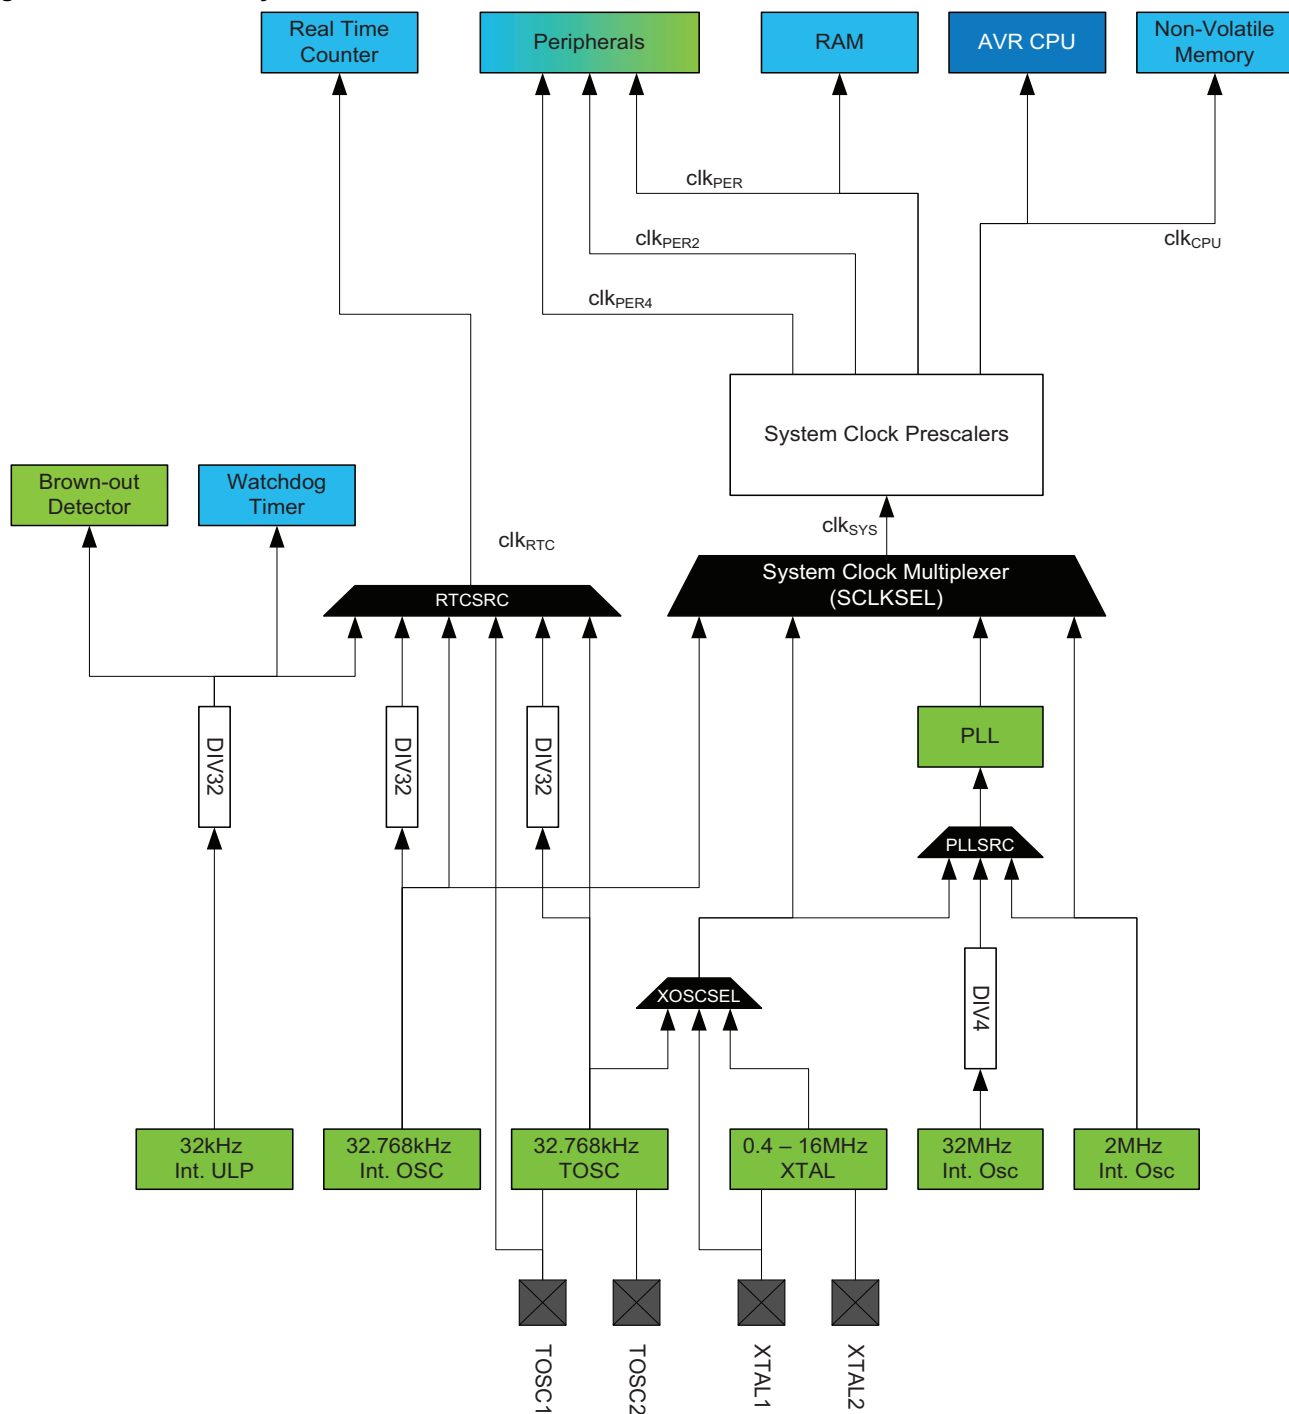 Real Time
Counter
Peripherals
RAM
AVR CPU
Non-Volatile
Memory
clkPER
clkPER2
clkCPU
clkPER4
System Clock Prescalers
Brown-out
Detector
Watchdog
Timer
clkSYS
clkRTC
System Clock Multiplexer
(SCLKSEL)
RTCSRC
DIV32
DIV32
DIV32
PLL
PLLSRC
XOSCSEL
DIV4
32kHz
Int. ULP
32.768kHz
Int. OSC
32.768kHz
TOSC
0.4 – 16MHz
XTAL
32MHz
Int. Osc
2MHz
Int. Osc
TOSC1
TOSC2
XTAL1
XTAL2